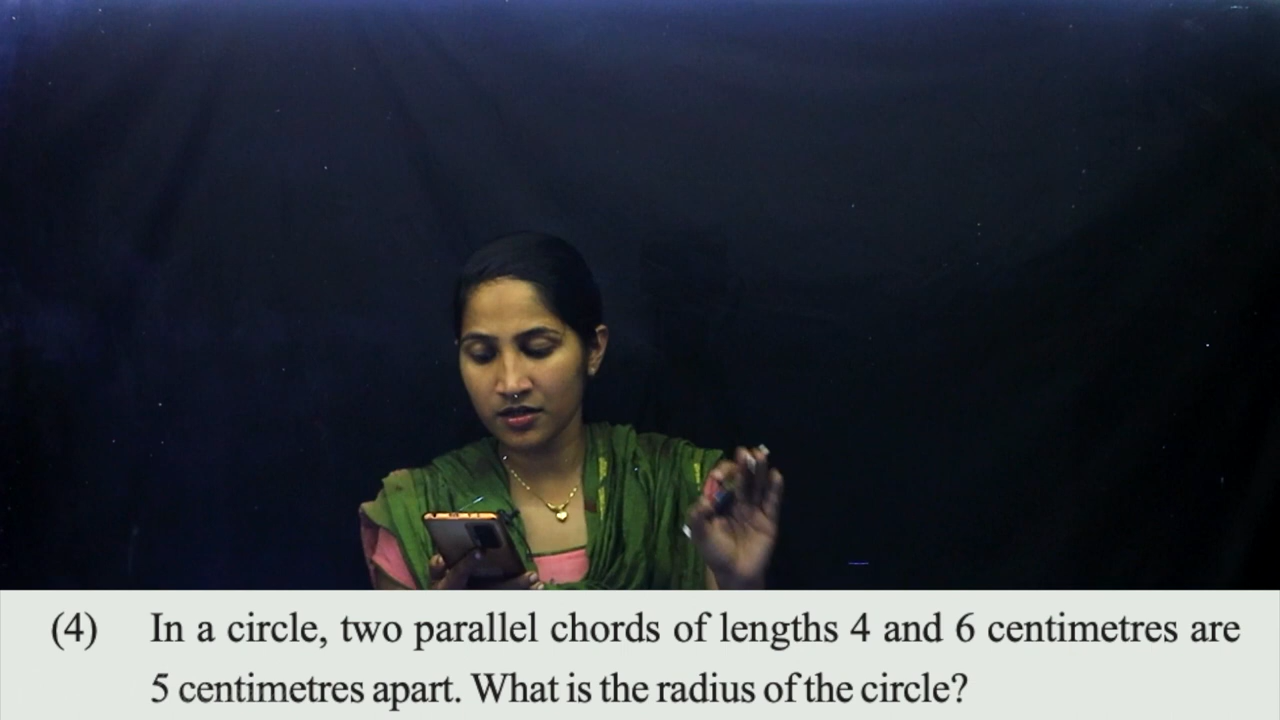 (4) In a circle, two parallel chords of lengths 4 and 6 centimetres are
5 centimetres apart. What is the radius of the circle?